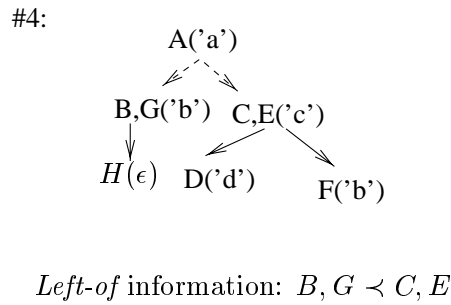 #4:
A('a')
B,G('b') C,E('c')
H(ϵ) D('d') F('b')
Left-of information: B, G ≺ C, E